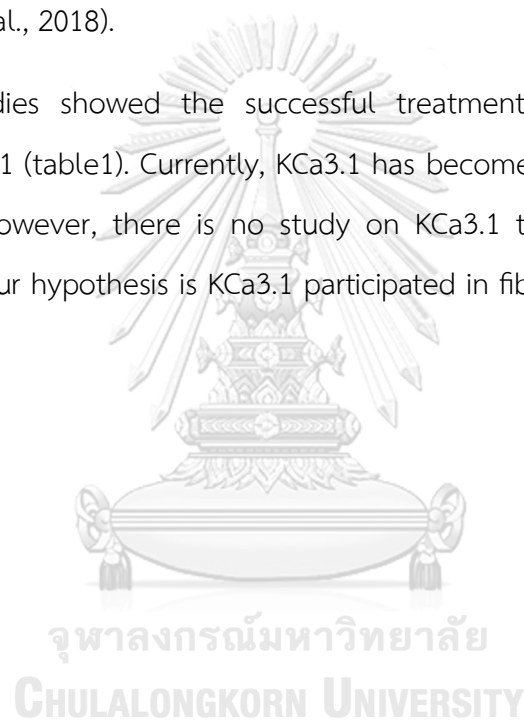 al., 2018).
dies showed the successful treatment
1 (table1). Currently, KCa3.1 has become
owever, there is no study on KCa3.1 t
ur hypothesis is KCa3.1 participated in fib
จุฬาลงกรณ์มหาวิทยาลัย
CHULALONGKORN UNIVERSITY